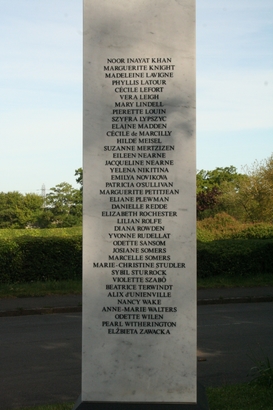 NOOR INAYAT KHAN
MARGUERITE KNIGHT
MADELEINE LAVIGNE
PHYLLIS LATOUR
CÉCILE LEFORT
VERA LEIGH
MARY LINDELL
PIERETTE LOUIN
SZYFRA LYPSZYC
ELAINE MADDEN
CÉCILE de MARCILLY
HILDE MEISEL
SUZANNE MERTZIZEN
EILEEN NEARNE
JACQUELINE NEARNE
YELENA NIKITINA
EMILYA NOVIKOVA
PATRICIA O'SULLIVAN
MARGUERITE PETITJEAN
ELIANE PLEWMAN
DANIELLE REDDE
ELIZABETH ROCHESTER
LILIAN ROLFE
DIANA ROWDEN
YVONNE RUDELLAT
ODETTE SANSOM
JOSIANE SOMERS
MARCELLE SOMERS
MARIE-CHRISTINE STUDLER
SYBIL STURROCK
VIOLETTE SZABÓ
BEATRICE TERWINDT
ALIX d'UNIENVILLE
NANCY WAKE
ANNE-MARIE WALTERS
ODETTE WILEN
PEARL WITHERINGTON
ELŻBIETA ZAWACKA